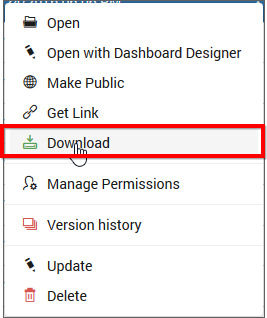 Open
Open with Dashboard Designer
Make Public
Get Link
Download
Manage Permissions
Version history
Update
Delete